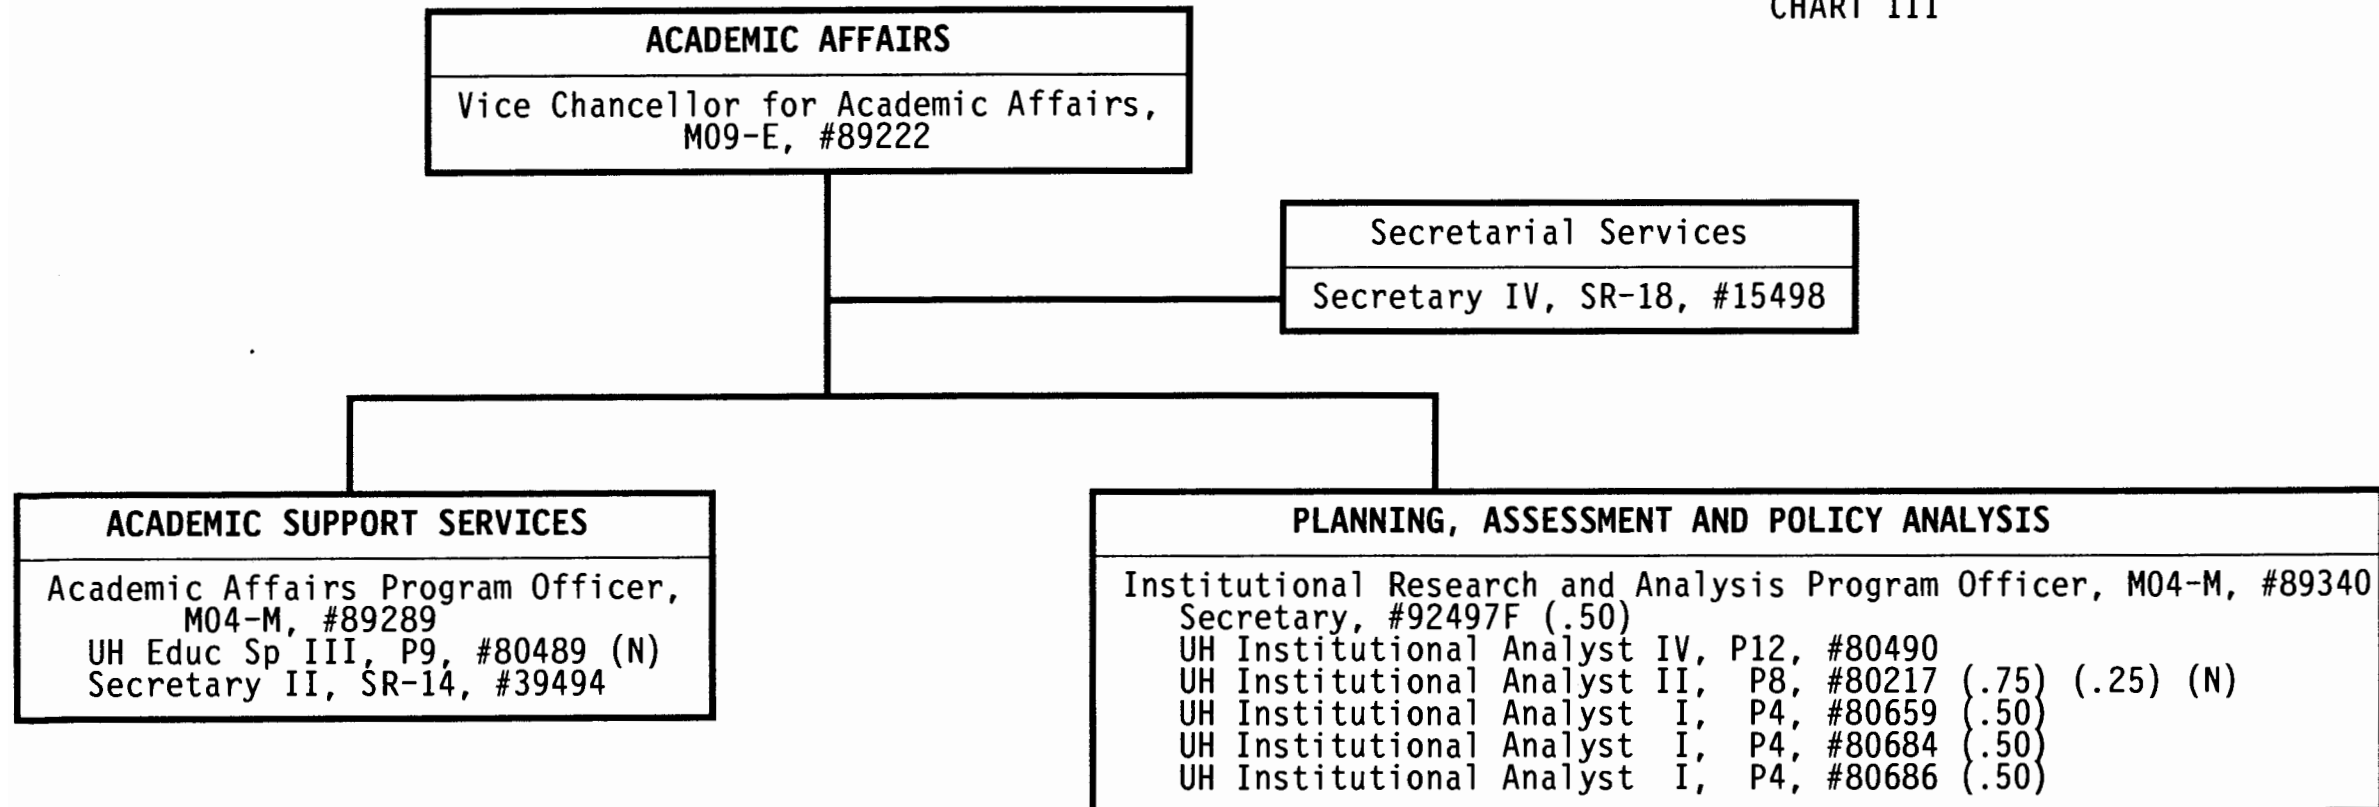 CHART III
ACADEMIC AFFAIRS
Vice Chancellor for Academic Affairs,
M09-E, #89222
Secretarial Services
Secretary IV, SR-18, #15498
ACADEMIC SUPPORT SERVICES
Academic Affairs Program Officer,
M04-M, #89289
UH Educ Sp III, P9, #80489 (N)
Secretary II, SR-14, #39494
PLANNING, ASSESSMENT AND POLICY ANALYSIS
Institutional Research and Analysis Program Officer, M04-M, #89340
Secretary, #92497F (.50)
UH Institutional Analyst IV, P12, #80490
UH Institutional Analyst II, P8, #80217 (.75) (.25) (N)
UH Institutional Analyst I, P4, #80659 (.50)
UH Institutional Analyst I, P4, #80684 (.50)
UH Institutional Analyst I, P4, #80686 (.50)